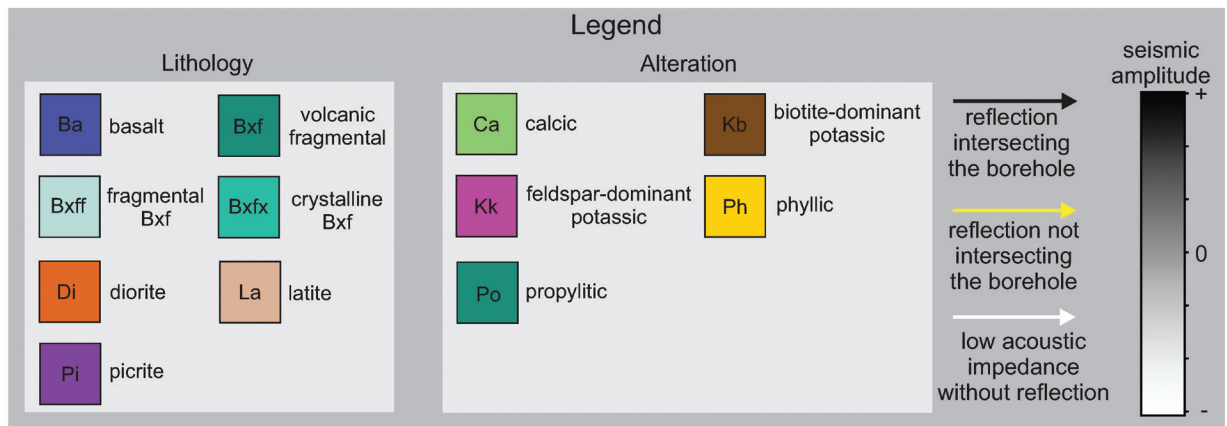 Legend
Lithology
Ba basalt
Bxf volcanic
fragmental
Bxff fragmental
Bxf
Bxfx crystalline
Bxf
Di diorite
La latite
Pi picrite
Alteration
Ca calcic
Kb biotite-dominant
potassic
Kk feldspar-dominant
potassic
Ph phyllic
Po propylitic
reflection
intersecting
the borehole
reflection not
intersecting
the borehole
low acoustic
impedance
without reflection
seismic
amplitude
+
0
-